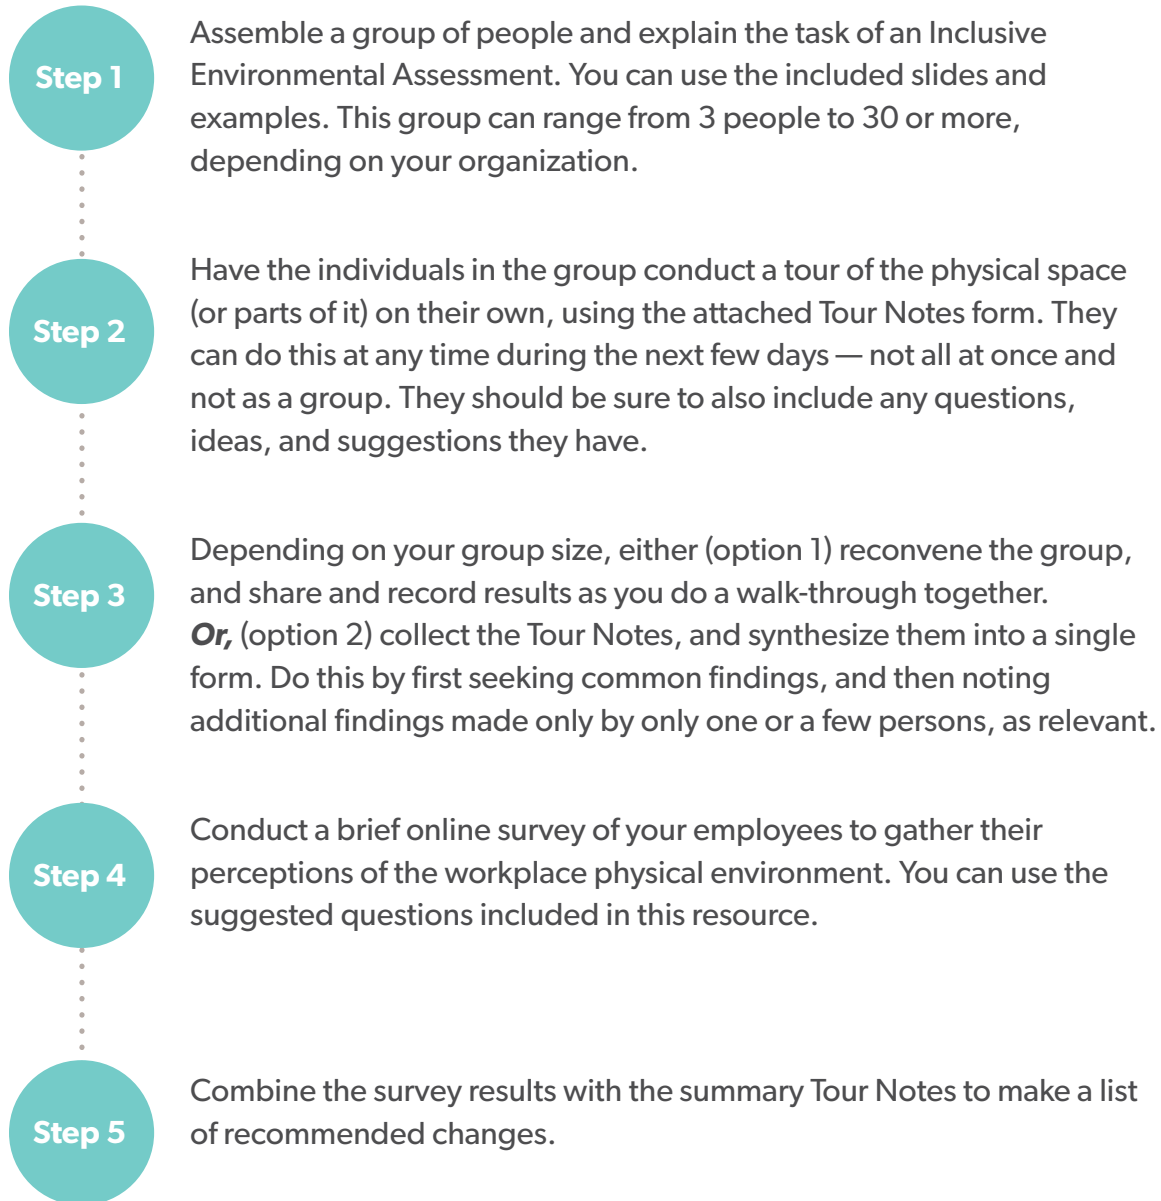 Step 1
Assemble a group of people and explain the task of an Inclusive
Environmental Assessment. You can use the included slides and
examples. This group can range from 3 people to 30 or more,
depending on your organization.
Step 2
Have the individuals in the group conduct a tour of the physical space
(or parts of it) on their own, using the attached Tour Notes form. They
can do this at any time during the next few days — not all at once and
not as a group. They should be sure to also include any questions,
ideas, and suggestions they have.
Step 3
Depending on your group size, either (option 1) reconvene the group,
and share and record results as you do a walk-through together.
Or, (option 2) collect the Tour Notes, and synthesize them into a single
form. Do this by first seeking common findings, and then noting
additional findings made only by only one or a few persons, as relevant.
Step 4
Conduct a brief online survey of your employees to gather their
perceptions of the workplace physical environment. You can use the
suggested questions included in this resource.
Step 5
Combine the survey results with the summary Tour Notes to make a list
of recommended changes.